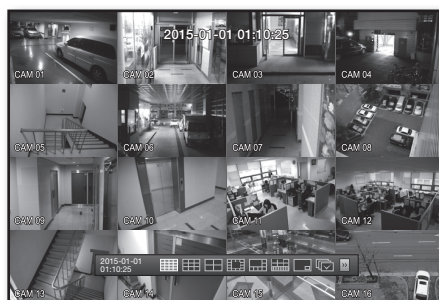 2015-01-01 01:10:25
CAM 01
CAM 02
CAM 03
CAM 04
CAM 05
CAM 06
CAM 07
CAM 08
CAM 09
CAM 10
CAM 11
CAM 12
2015-01-01
01:10:25
CAM 13
CAM 14
CAM 15
CAM 16